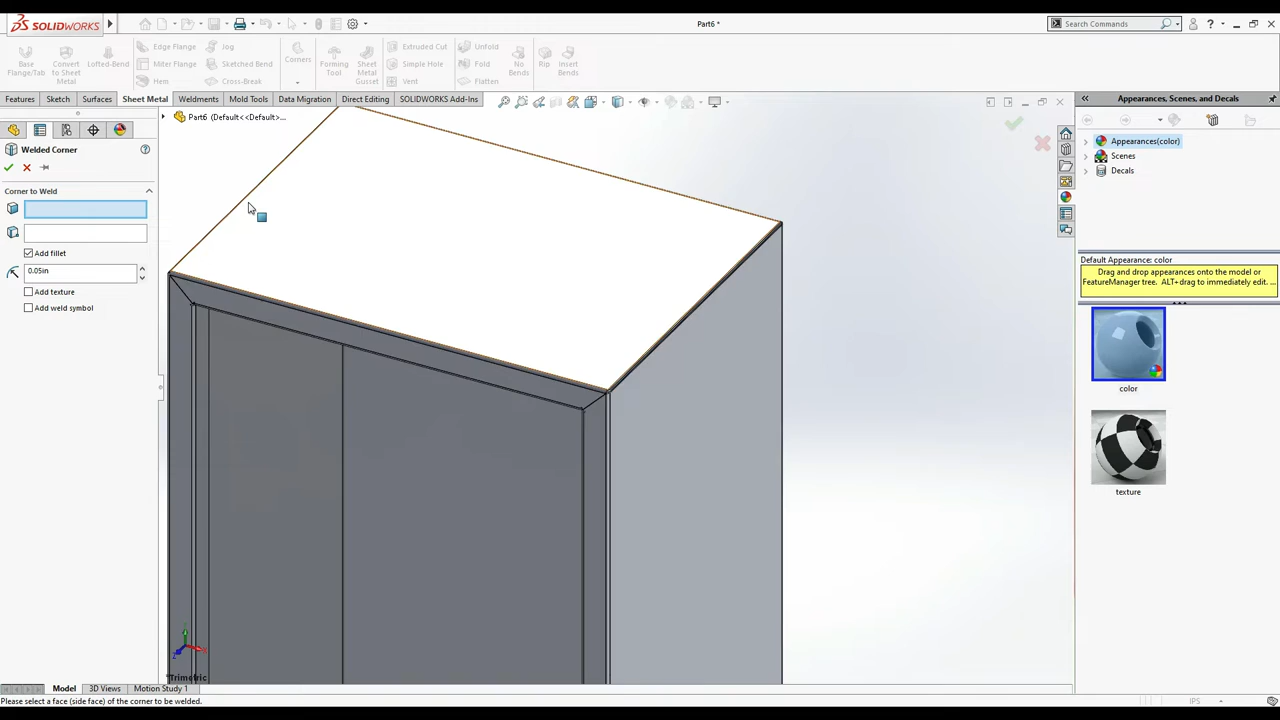 SOLIDWORKS
Part6 *
Search Commands
Base Flange/Tab
Convert to Sheet Metal
Lofted-Bend
Edge Flange
Miter Flange
Hem
Jog
Sketched Bend
Cross-Break
Corners
Forming Tool
Sheet Metal Gusset
Extruded Cut
Simple Hole
Vent
Unfold
Fold
Flatten
No Bends
Rip
Insert Bends
Features
Sketch
Surfaces
Sheet Metal
Weldments
Mold Tools
Data Migration
Direct Editing
SOLIDWORKS Add-Ins
Appearances, Scenes, and Decals
Part6 (Default<<Default>...
Welded Corner
Corner to Weld
Add fillet
0.05in
Add texture
Add weld symbol
Appearances(color)
Scenes
Decals
Default Appearance: color
Drag and drop appearances onto the model or
FeatureManager tree. ALT+drag to immediately edit. ...
color
texture
*Trimetric
Model
3D Views
Motion Study 1
Please select a face (side face) of the corner to be welded.
IPS